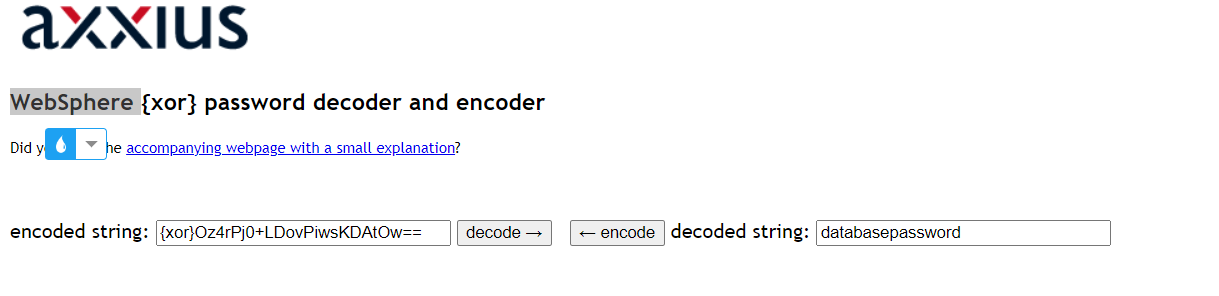 axxius
WebSphere {xor} password decoder and encoder
Did y he accompanying webpage with a small explanation?
encoded string: {xor}Oz4rPj0+LDovPiwsKDAtOw== decode → ← encode decoded string: databasepassword